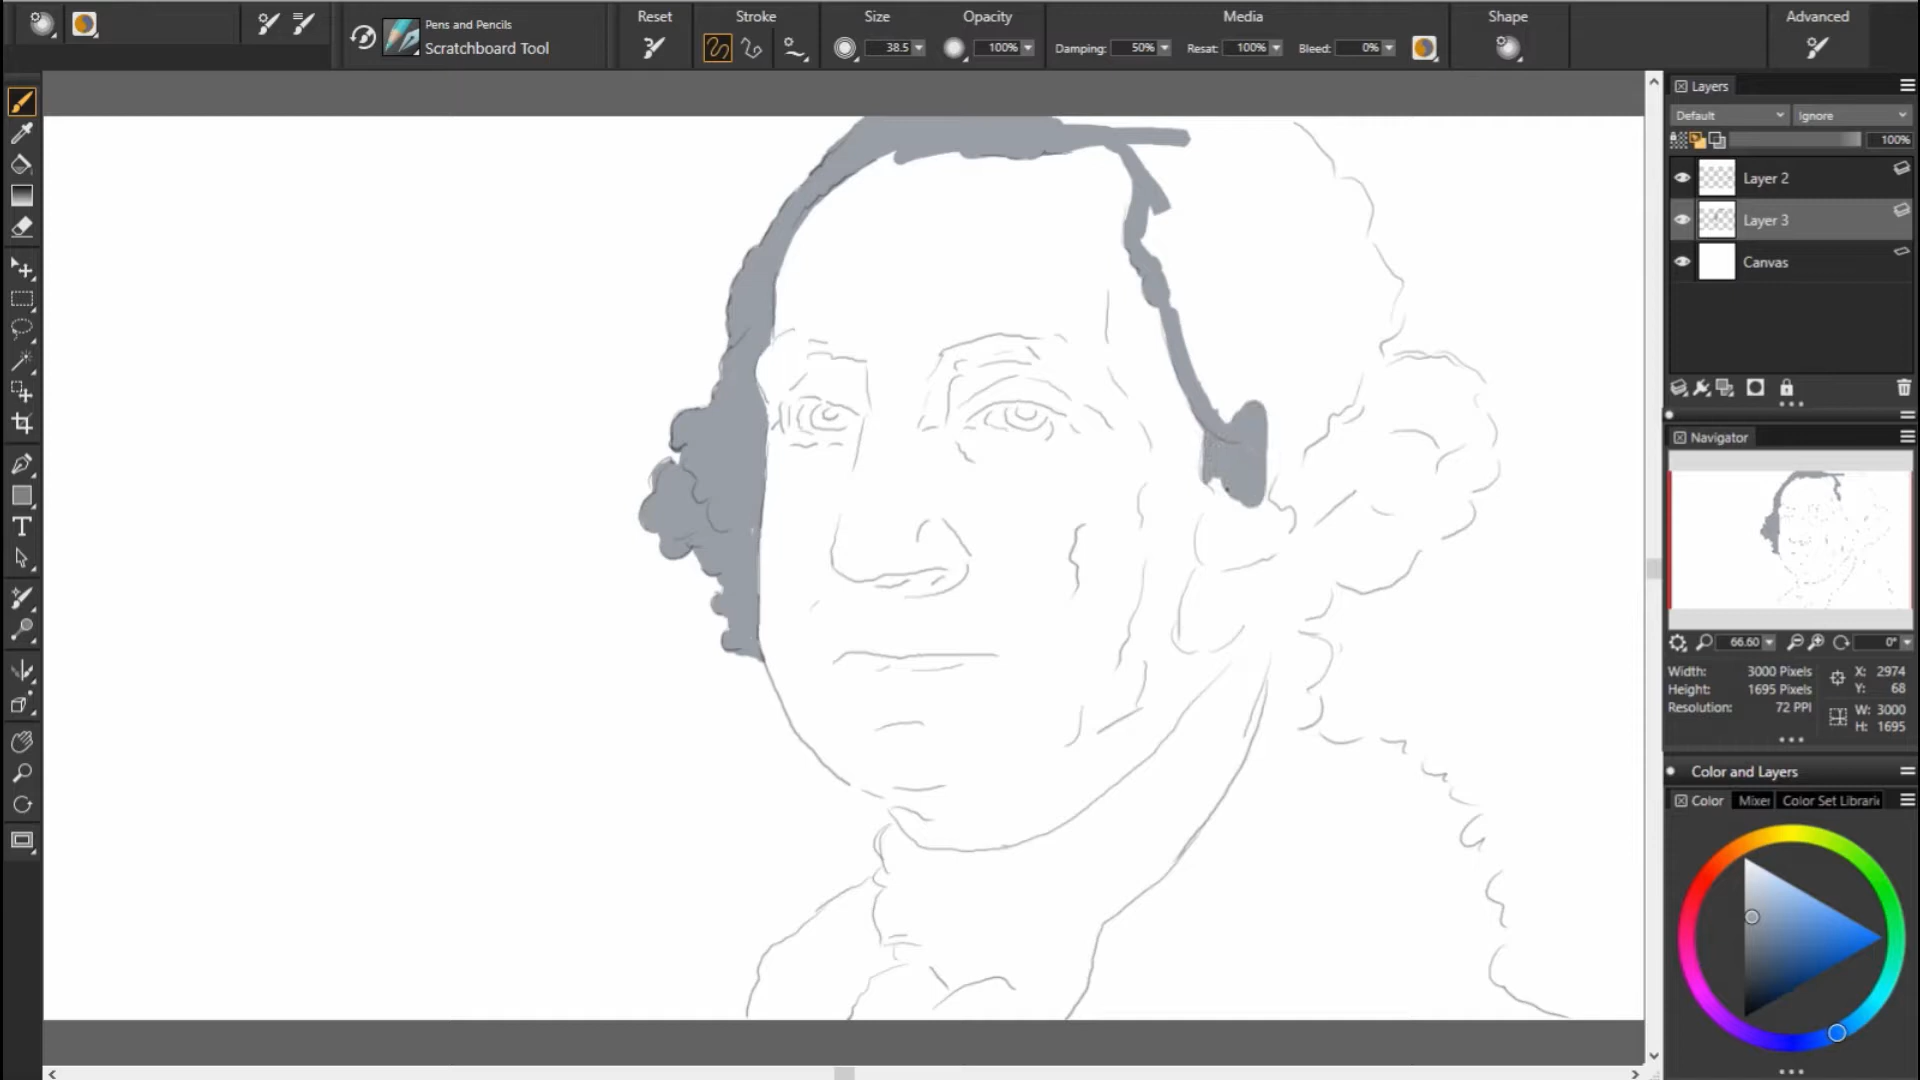 Pens and Pencils
Scratchboard Tool
Reset
Stroke
Size
38.5
Opacity
100%
Media
Damping: 50%
Resat: 100%
Bleed: 0%
Shape
Advanced
Layers
Default
Ignore
100%
Layer 2
Layer 3
Canvas
Navigator
66.60
0°
Width: 3000 Pixels
Height: 1695 Pixels
Resolution: 72 PPI
X: 2974
Y: 68
W: 3000
H: 1695
Color and Layers
Color
Mixer
Color Set Librari
T